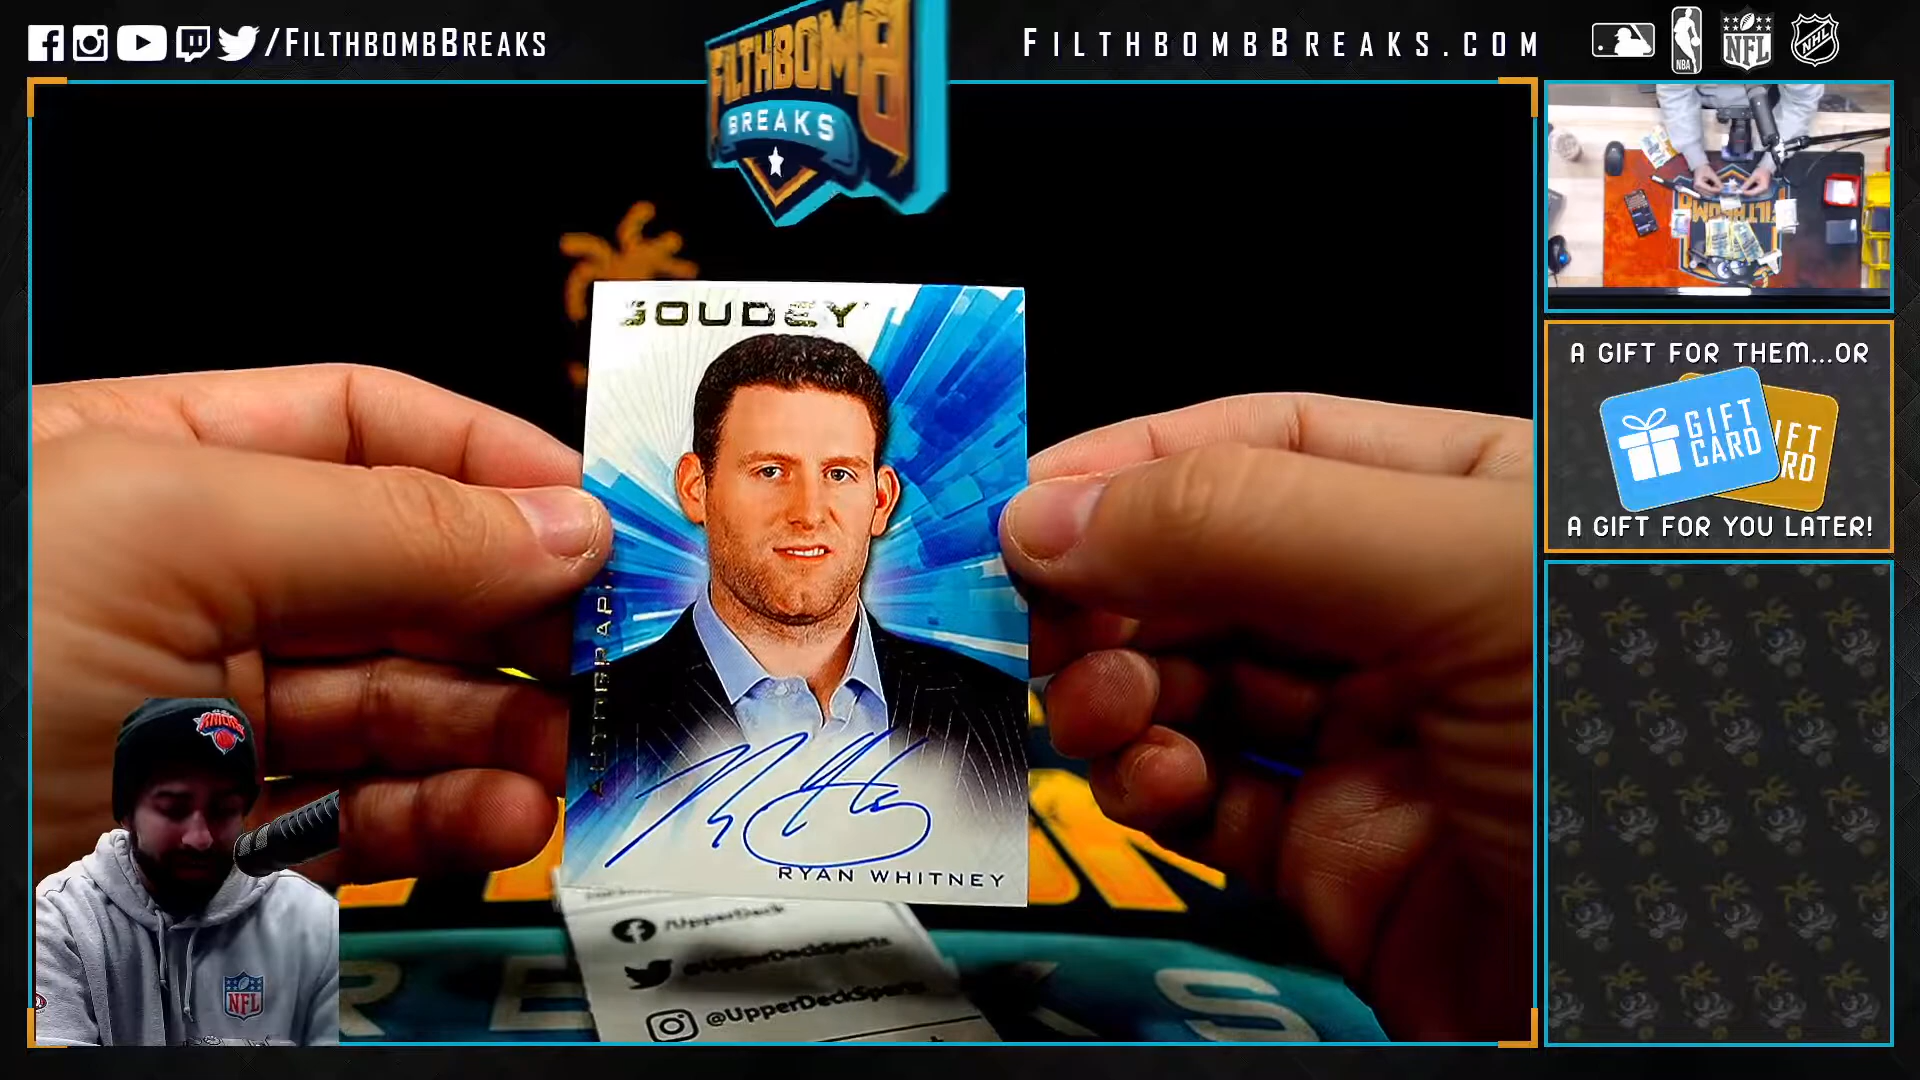 /FILTHBOMBBREAKS
FILTHBOMB
BREAKS
FILTHBOMBBREAKS.COM
NBA
NFL
NHL
A GIFT FOR THEM...OR
GIFT
CARD
A GIFT FOR YOU LATER!
GOUDEY
AUTOGRAPH
RYAN WHITNEY
/UpperDeck
@UpperDeckSports
@UpperDeckSports
KNICKS
NFL